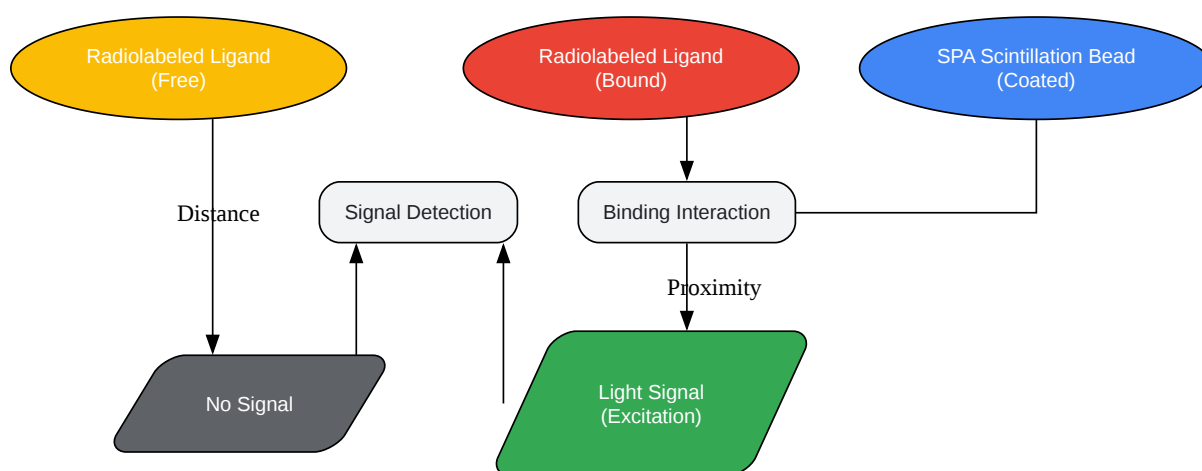 Radiolabeled Ligand
(Free)
Radiolabeled Ligand
(Bound)
SPA Scintillation Bead
(Coated)
Distance
Signal Detection
Binding Interaction
Proximity
No Signal
Light Signal
(Excitation)